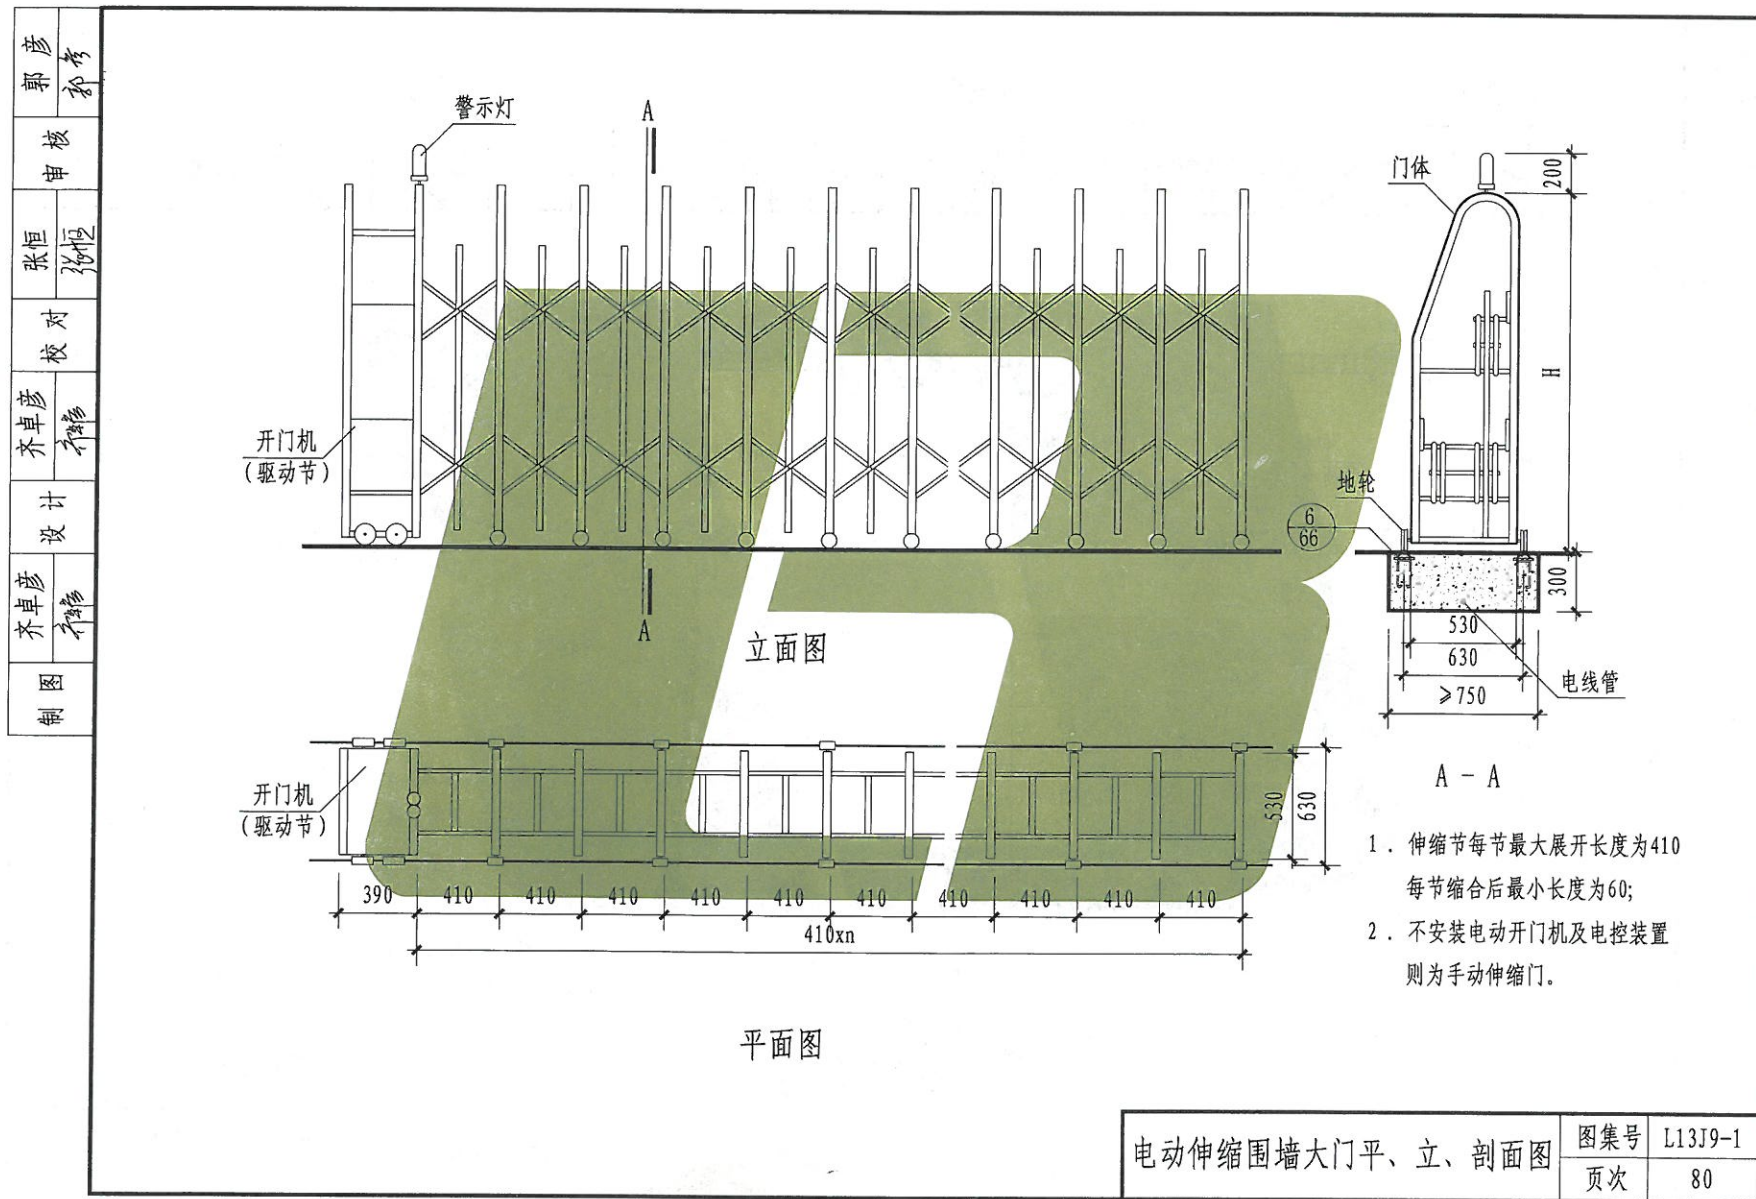 郭彦
审核
张恒
张恒
校对
齐卓彦
设计
齐卓彦
制图
警示灯
A
开门机
(驱动节)
A
立面图
门体
200
H
地轮
6
66
300
530
630
≥750
电线管
A - A
开门机
(驱动节)
530
630
390 410 410 410 410 410 410 410 410 410 410
410xn
平面图
1 . 伸缩节每节最大展开长度为410
每节缩合后最小长度为60;
2 . 不安装电动开门机及电控装置
则为手动伸缩门。
电动伸缩围墙大门平、立、剖面图
图集号 L13J9-1
页次 80